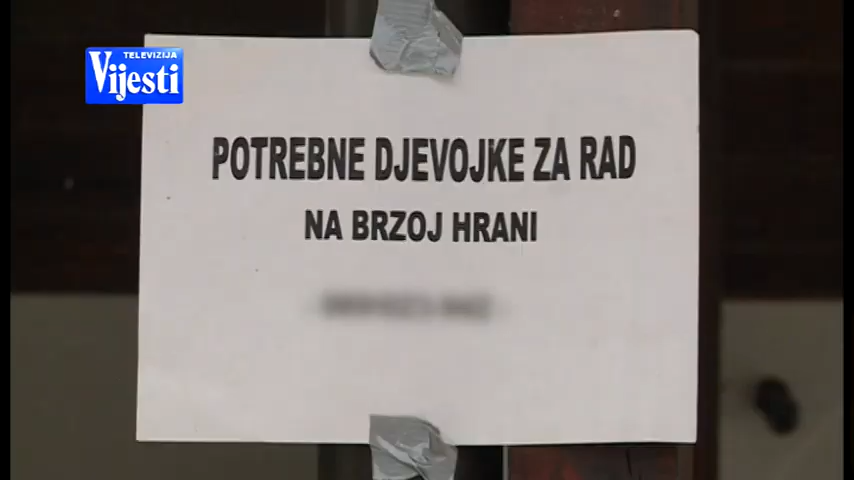 TELEVIZIJA
Vijesti
POTREBNE DJEVOJKE ZA RAD
NA BRZOJ HRANI